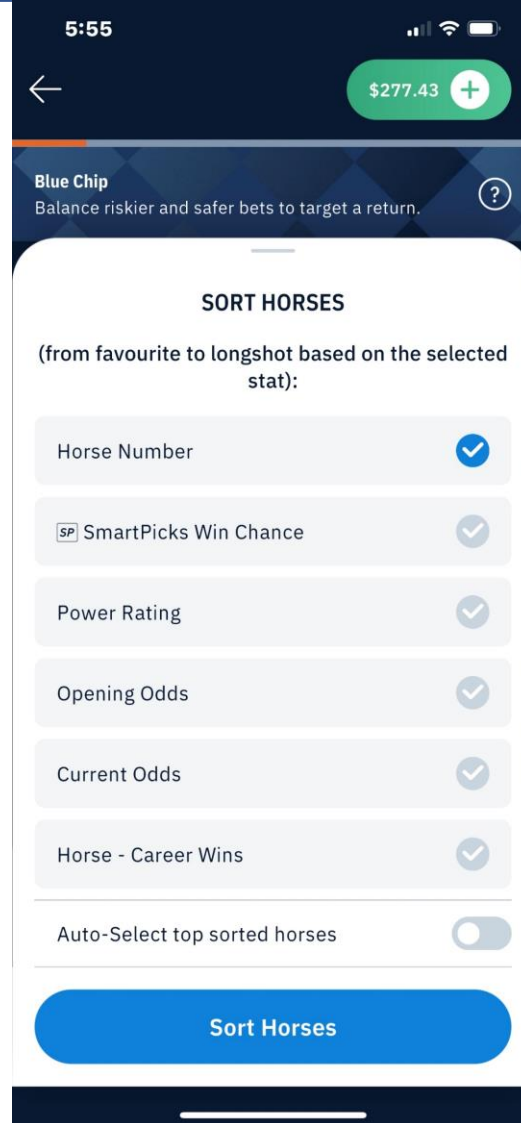 5:55
$277.43
Blue Chip
Balance riskier and safer bets to target a return.
?
SORT HORSES
(from favourite to longshot based on the selected
stat):
Horse Number
SP SmartPicks Win Chance
Power Rating
Opening Odds
Current Odds
Horse - Career Wins
Auto-Select top sorted horses
Sort Horses